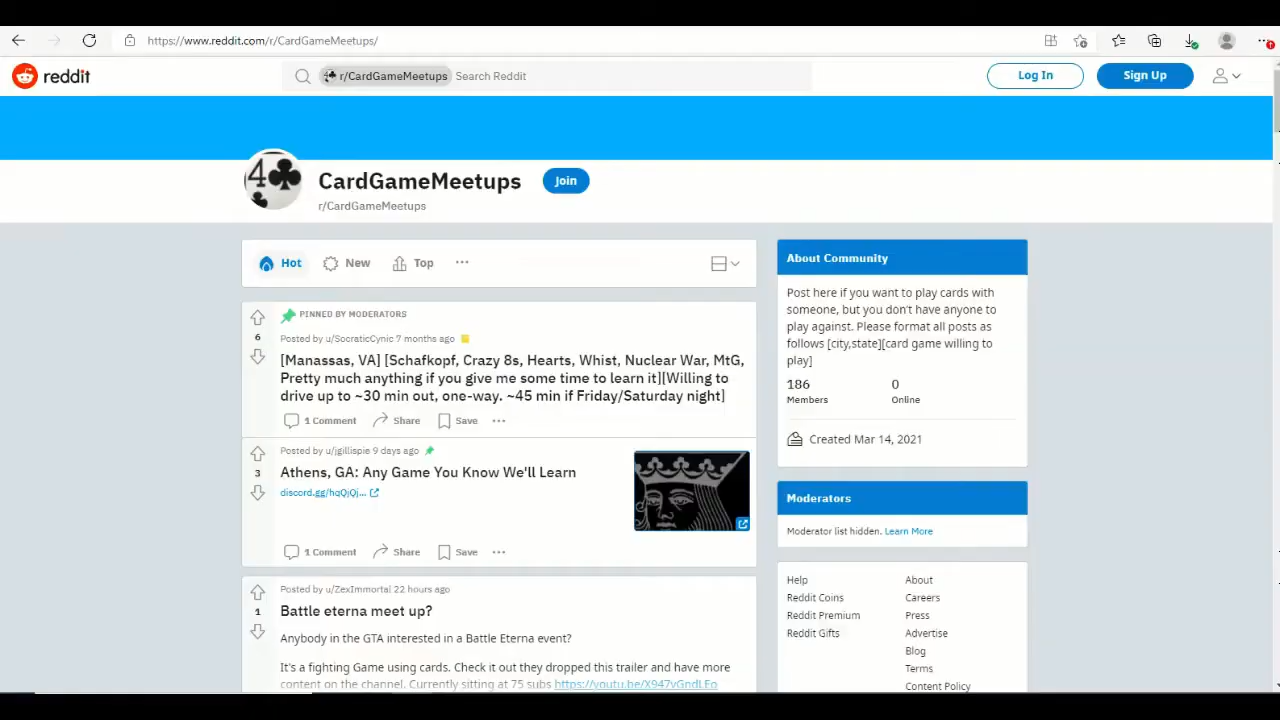 https://www.reddit.com/r/CardGameMeetups/
reddit
r/CardGameMeetups Search Reddit
Log In
Sign Up
4
CardGameMeetups
Join
r/CardGameMeetups
Hot
New
Top
PINNED BY MODERATORS
6
Posted by u/SocraticCynic 7 months ago
[Manassas, VA] [Schafkopf, Crazy 8s, Hearts, Whist, Nuclear War, MtG,
Pretty much anything if you give me some time to learn it][Willing to
drive up to ~30 min out, one-way. ~45 min if Friday/Saturday night]
1 Comment Share Save
Posted by u/jgillispie 9 days ago
3
Athens, GA: Any Game You Know We'll Learn
discord.gg/hqQjQj...
1 Comment Share Save
Posted by u/ZexImmortal 22 hours ago
1
Battle eterna meet up?
Anybody in the GTA interested in a Battle Eterna event?
It's a fighting Game using cards. Check it out they dropped this trailer and have more
content on the channel. Currently sitting at 75 subs https://youtu.be/X947vGndLFo
About Community
Post here if you want to play cards with
someone, but you don't have anyone to
play against. Please format all posts as
follows [city,state][card game willing to
play]
186 0
Members Online
Created Mar 14, 2021
Moderators
Moderator list hidden. Learn More
Help About
Reddit Coins Careers
Reddit Premium Press
Reddit Gifts Advertise
Blog
Terms
Content Policy